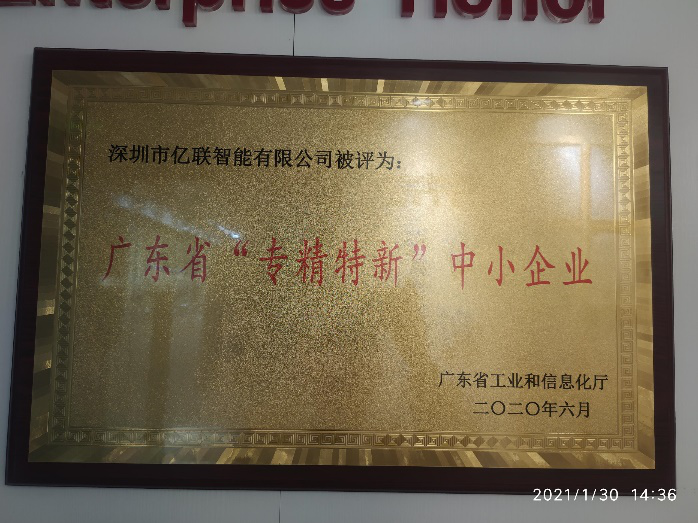 Enterprise Honor
深圳市亿联智能有限公司被评为：
广东省“专精特新”中小企业
广东省工业和信息化厅
二〇二〇年六月
2021/1/30 14:36